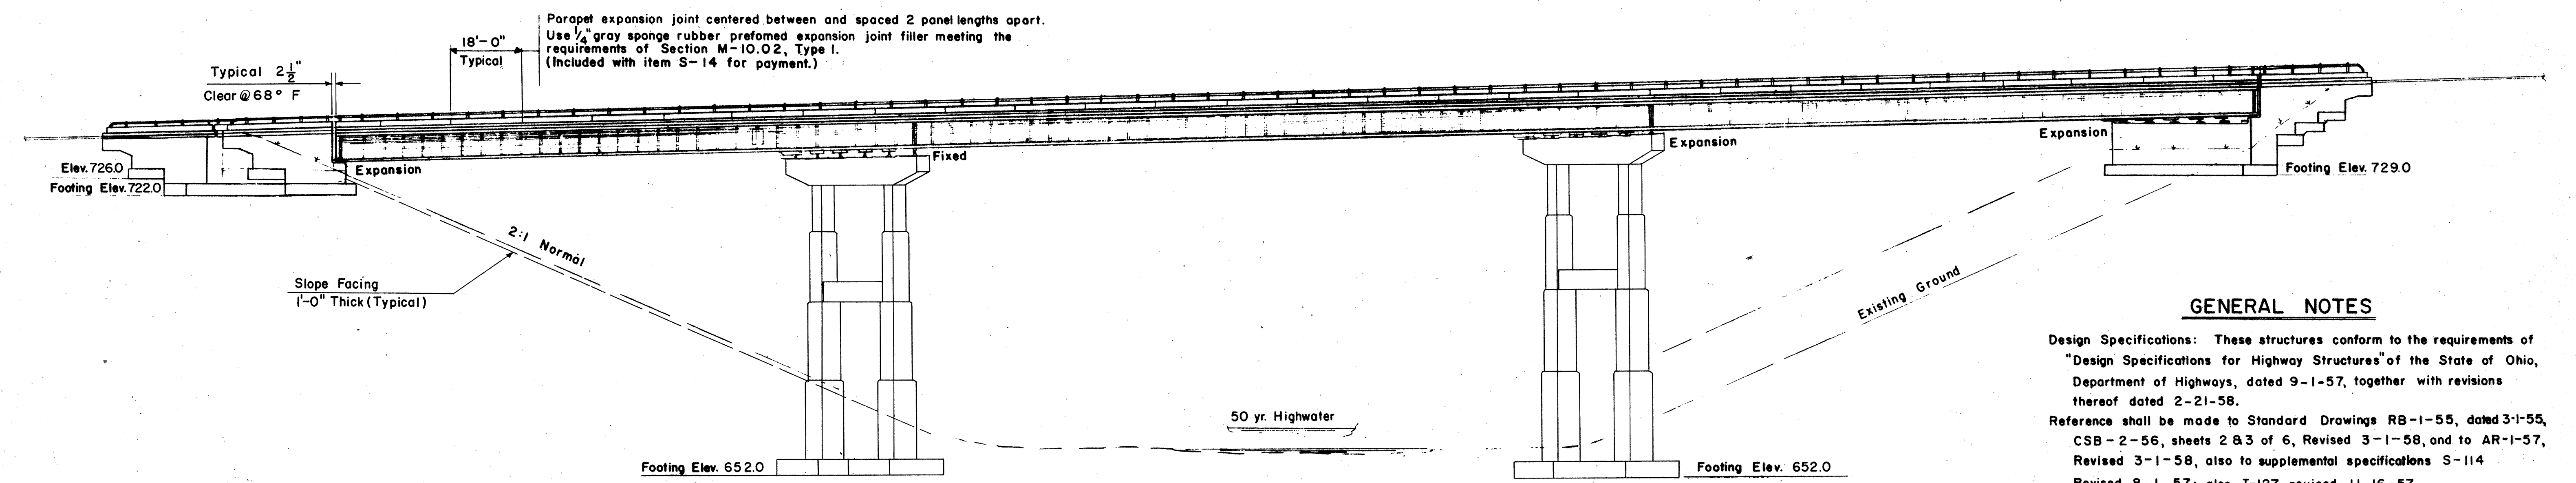 Parapet expansion joint centered between and spaced 2 panel lengths apart.
Use 1/4" gray sponge rubber prefomed expansion joint filler meeting the
requirements of Section M-10.02, Type 1.
(Included with item S-14 for payment.)
18'-0"
Typical
Typical 2 1/2"
Clear @ 68° F
Elev. 726.0
Footing Elev. 722.0
Expansion
Fixed
Expansion
Expansion
Footing Elev. 729.0
2:1 Normal
Slope Facing
1'-0" Thick (Typical)
Existing Ground
50 yr. Highwater
Footing Elev. 652.0
Footing Elev. 652.0
GENERAL NOTES
Design Specifications: These structures conform to the requirements of
"Design Specifications for Highway Structures" of the State of Ohio,
Department of Highways, dated 9-1-57, together with revisions
thereof dated 2-21-58.
Reference shall be made to Standard Drawings RB-1-55, dated 3-1-55,
CSB-2-56, sheets 2 & 3 of 6, Revised 3-1-58, and to AR-1-57,
Revised 3-1-58, also to supplemental specifications S-114